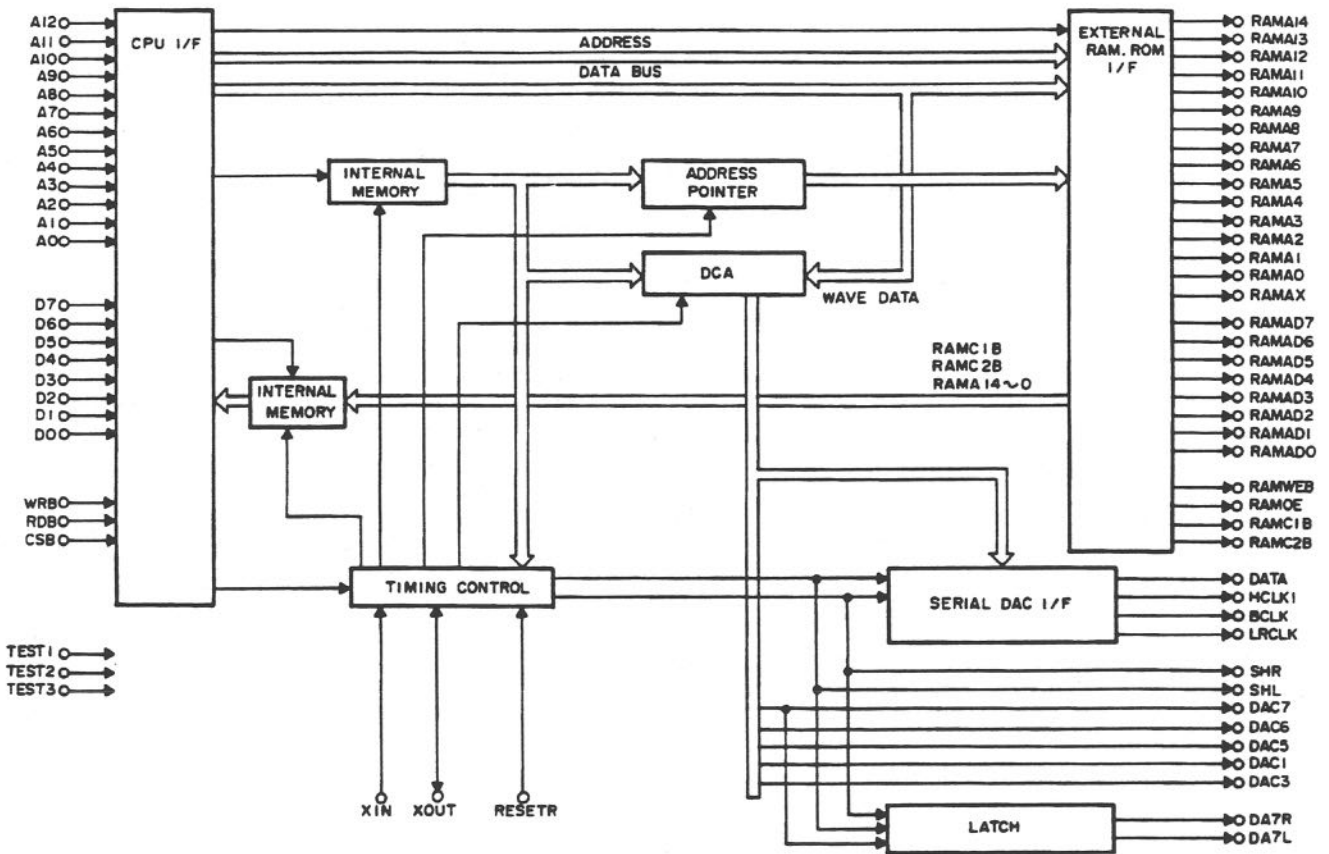 A12
A11
A10
A9
A8
A7
A6
A5
A4
A3
A2
A1
A0
D7
D6
D5
D4
D3
D2
D1
D0
WRB
RDB
CSB
TEST1
TEST2
TEST3
CPU I/F
ADDRESS
DATA BUS
INTERNAL
MEMORY
ADDRESS
POINTER
DCA
WAVE DATA
INTERNAL
MEMORY
RAMC1B
RAMC2B
RAMA14~0
TIMING CONTROL
XIN
XOUT
RESETR
EXTERNAL
RAM. ROM
I/F
SERIAL DAC I/F
LATCH
RAMA14
RAMA13
RAMA12
RAMA11
RAMA10
RAMA9
RAMA8
RAMA7
RAMA6
RAMA5
RAMA4
RAMA3
RAMA2
RAMA1
RAMA0
RAMAX
RAMAD7
RAMAD6
RAMAD5
RAMAD4
RAMAD3
RAMAD2
RAMAD1
RAMAD0
RAMWEB
RAMOE
RAMC1B
RAMC2B
DATA
HCLK1
BCLK
LRCLK
SHR
SHL
DAC7
DAC6
DAC5
DAC1
DAC3
DA7R
DA7L